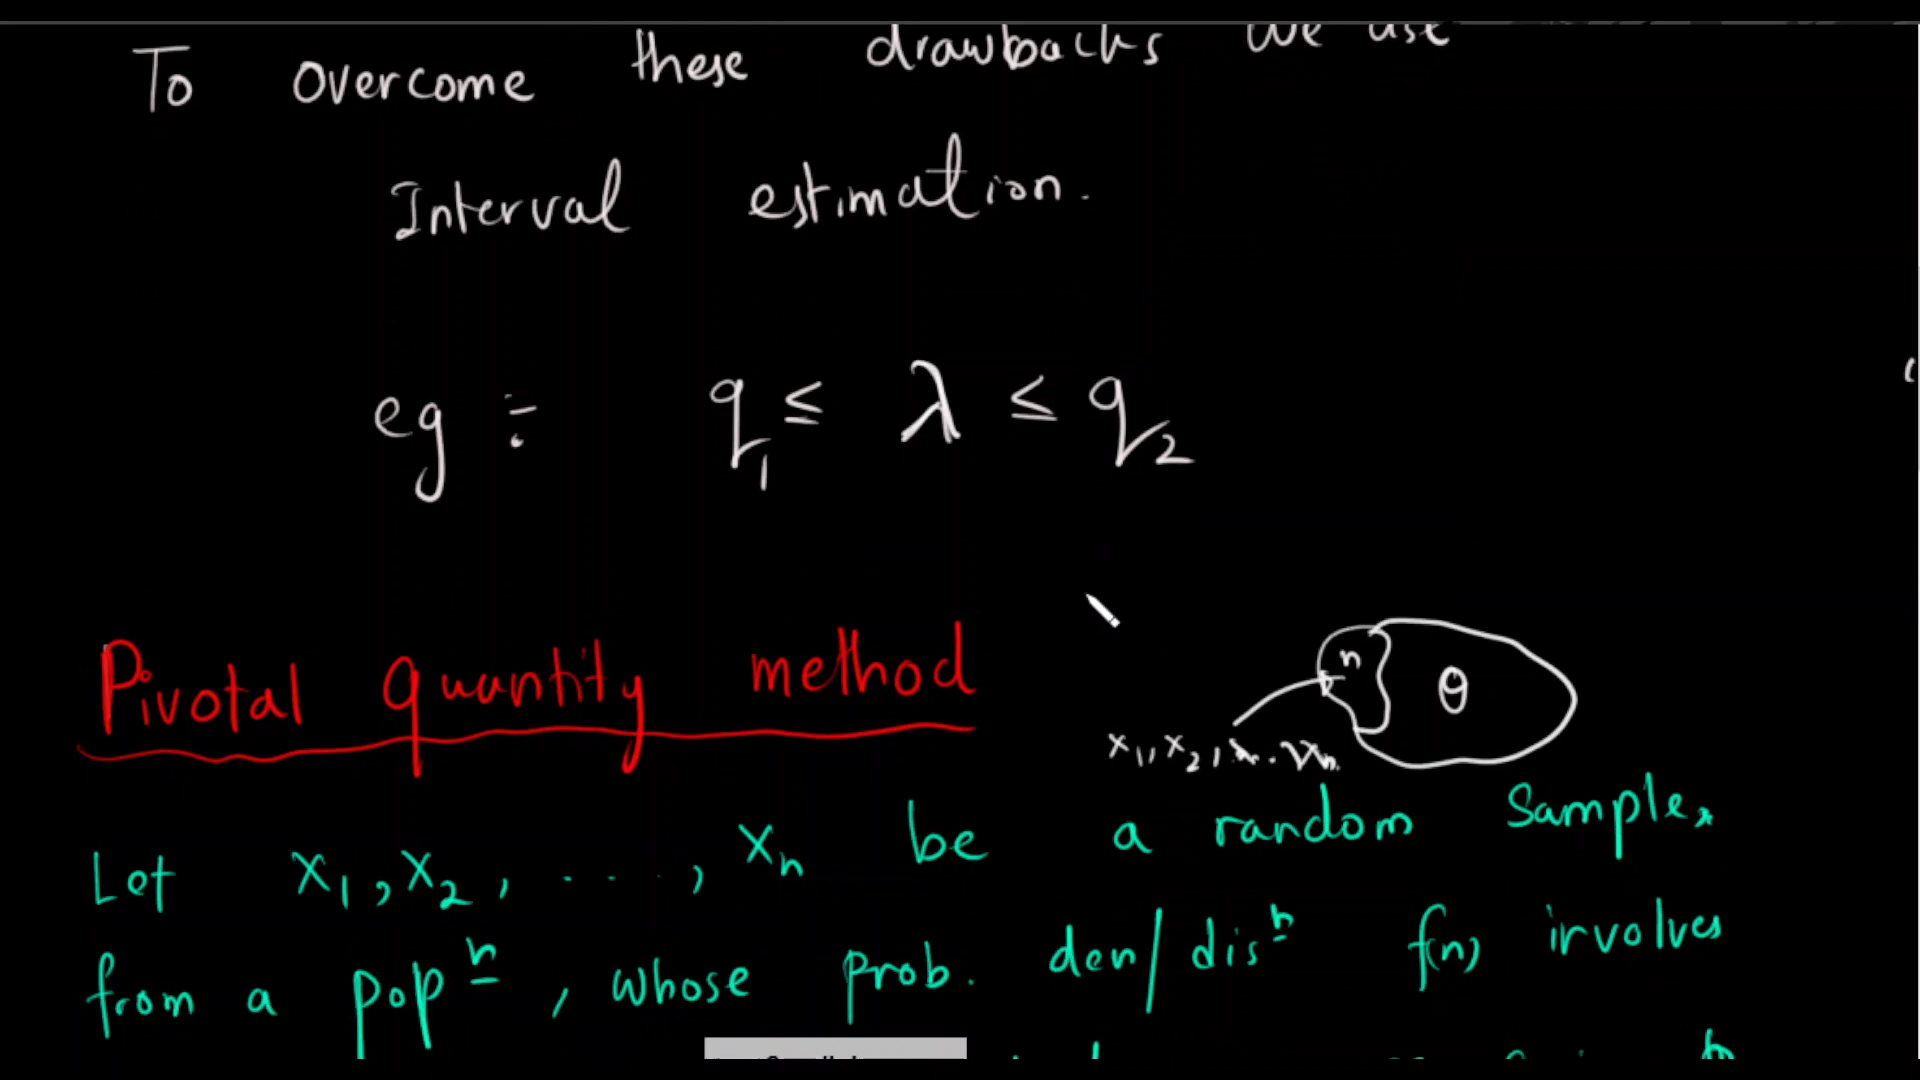 To overcome these drawbacks we use
Interval estimation.
eg ÷ q₁ ≤ λ ≤ q₂
n θ
Pivotal quantity method
x₁, x₂,
Let x₁, x₂, . . . ., xₙ be a random sample,
from a popⁿ, whose prob. den/disⁿ f(n) involves